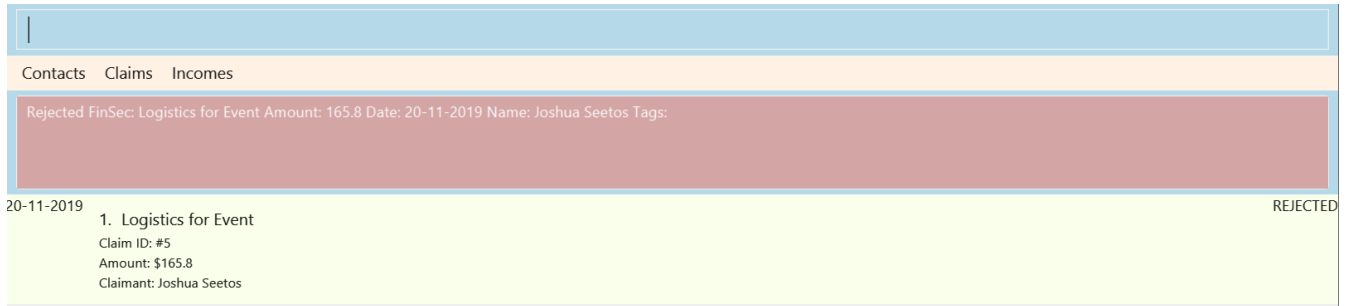 Contacts Claims Incomes
Rejected FinSec: Logistics for Event Amount: 165.8 Date: 20-11-2019 Name: Joshua Seetos Tags:
20-11-2019 REJECTED
1. Logistics for Event
Claim ID: #5
Amount: $165.8
Claimant: Joshua Seetos